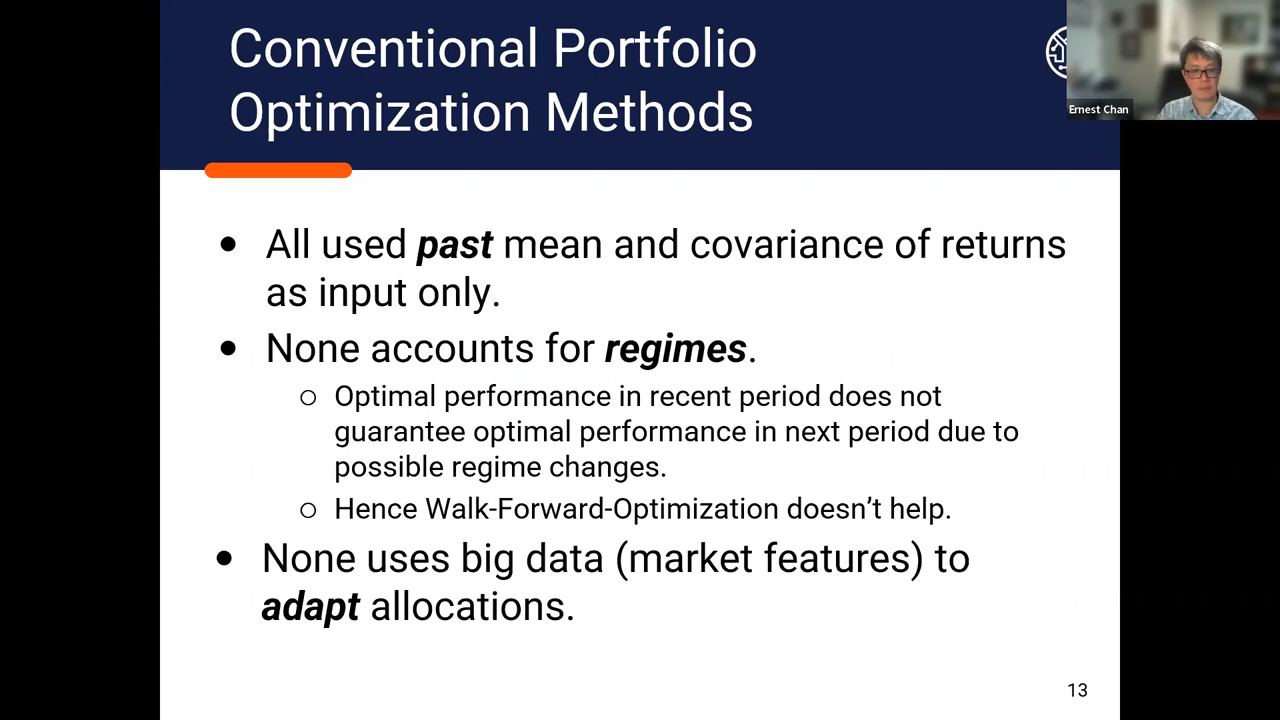 Conventional Portfolio
Optimization Methods
Ernest Chan
● All used past mean and covariance of returns
as input only.
● None accounts for regimes.
○ Optimal performance in recent period does not
guarantee optimal performance in next period due to
possible regime changes.
○ Hence Walk-Forward-Optimization doesn’t help.
● None uses big data (market features) to
adapt allocations.
13